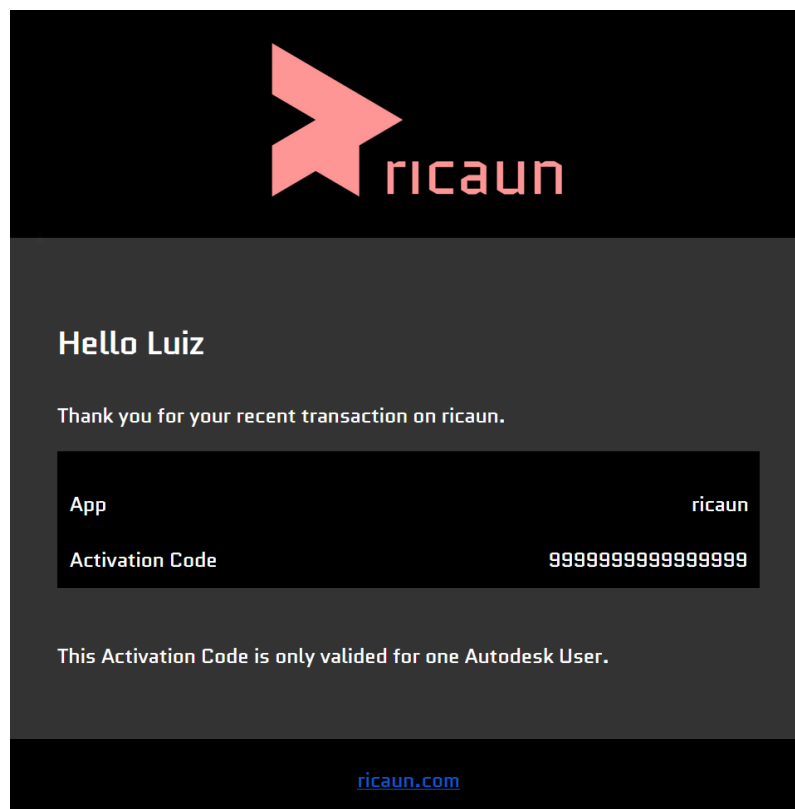 ricaun
Hello Luiz
Thank you for your recent transaction on ricaun.
App ricaun
Activation Code 9999999999999999
This Activation Code is only valided for one Autodesk User.
ricaun.com